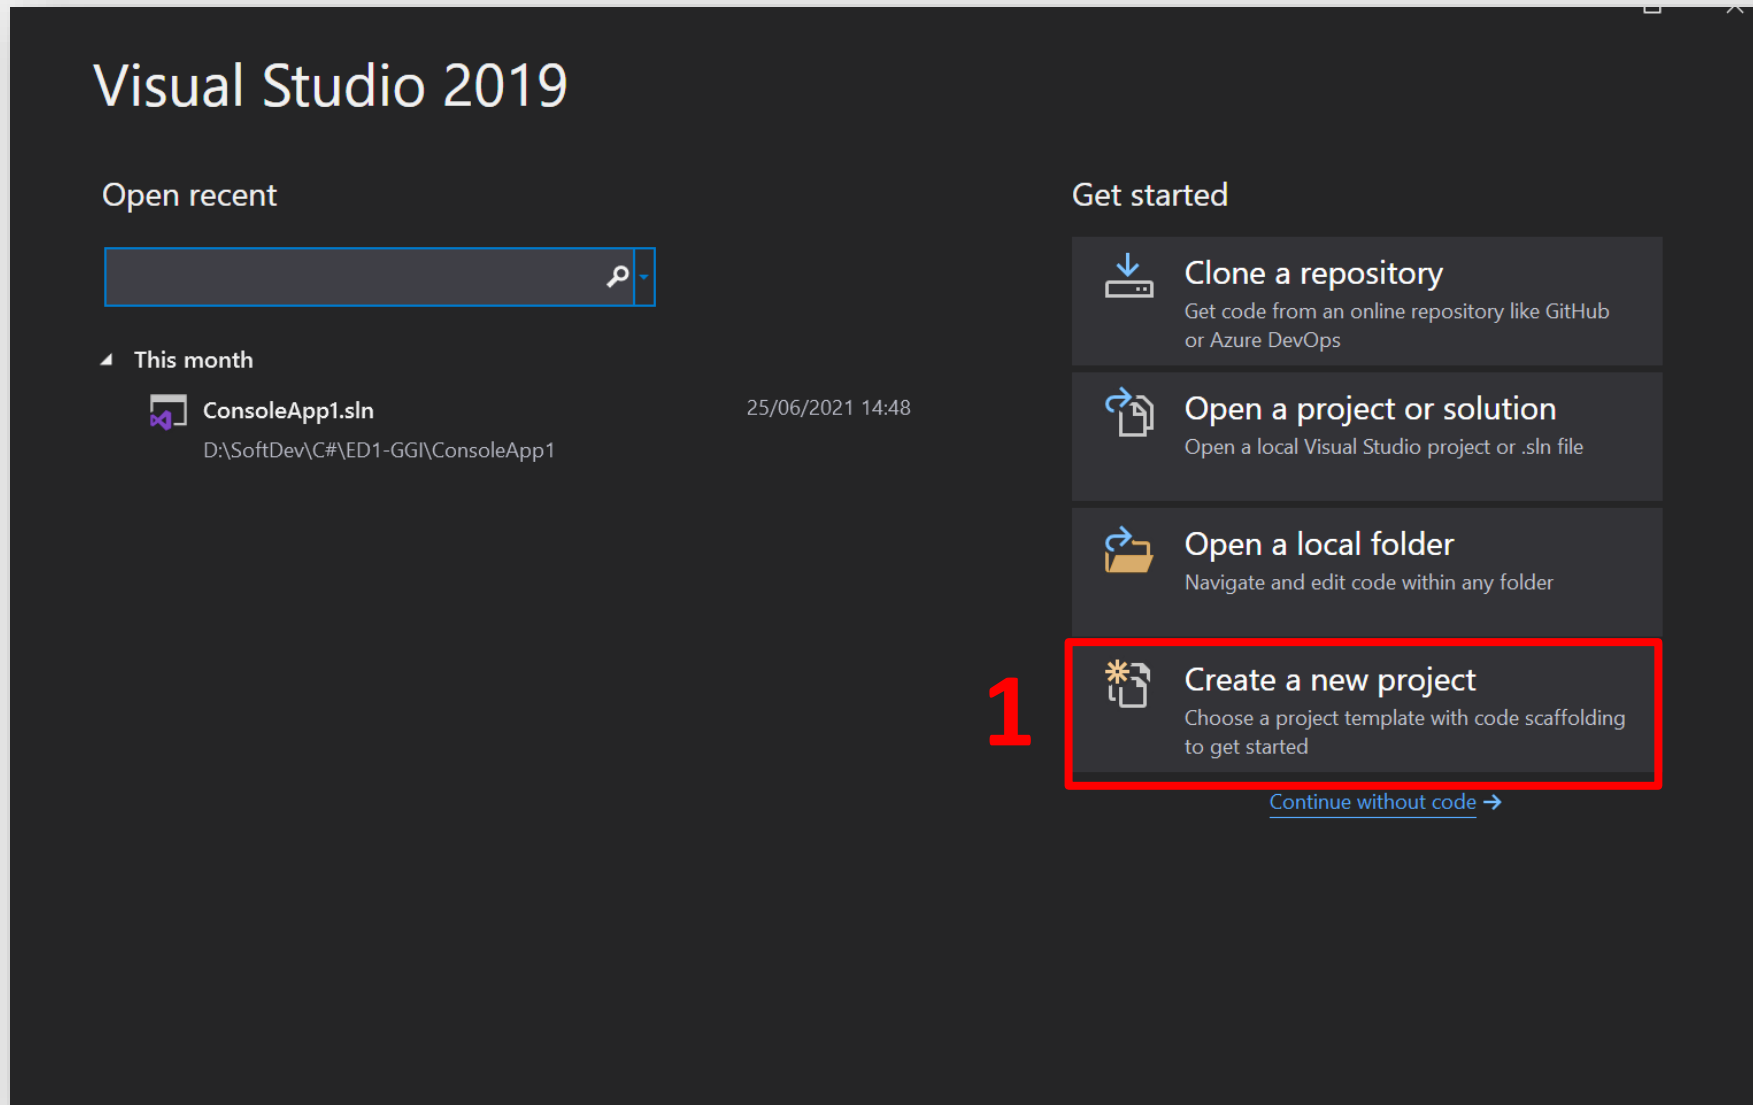 Visual Studio 2019
Open recent
This month
ConsoleApp1.sln
25/06/2021 14:48
D:\SoftDev\C#\ED1-GGI\ConsoleApp1
Get started
Clone a repository
Get code from an online repository like GitHub
or Azure DevOps
Open a project or solution
Open a local Visual Studio project or .sln file
Open a local folder
Navigate and edit code within any folder
1
Create a new project
Choose a project template with code scaffolding
to get started
Continue without code →